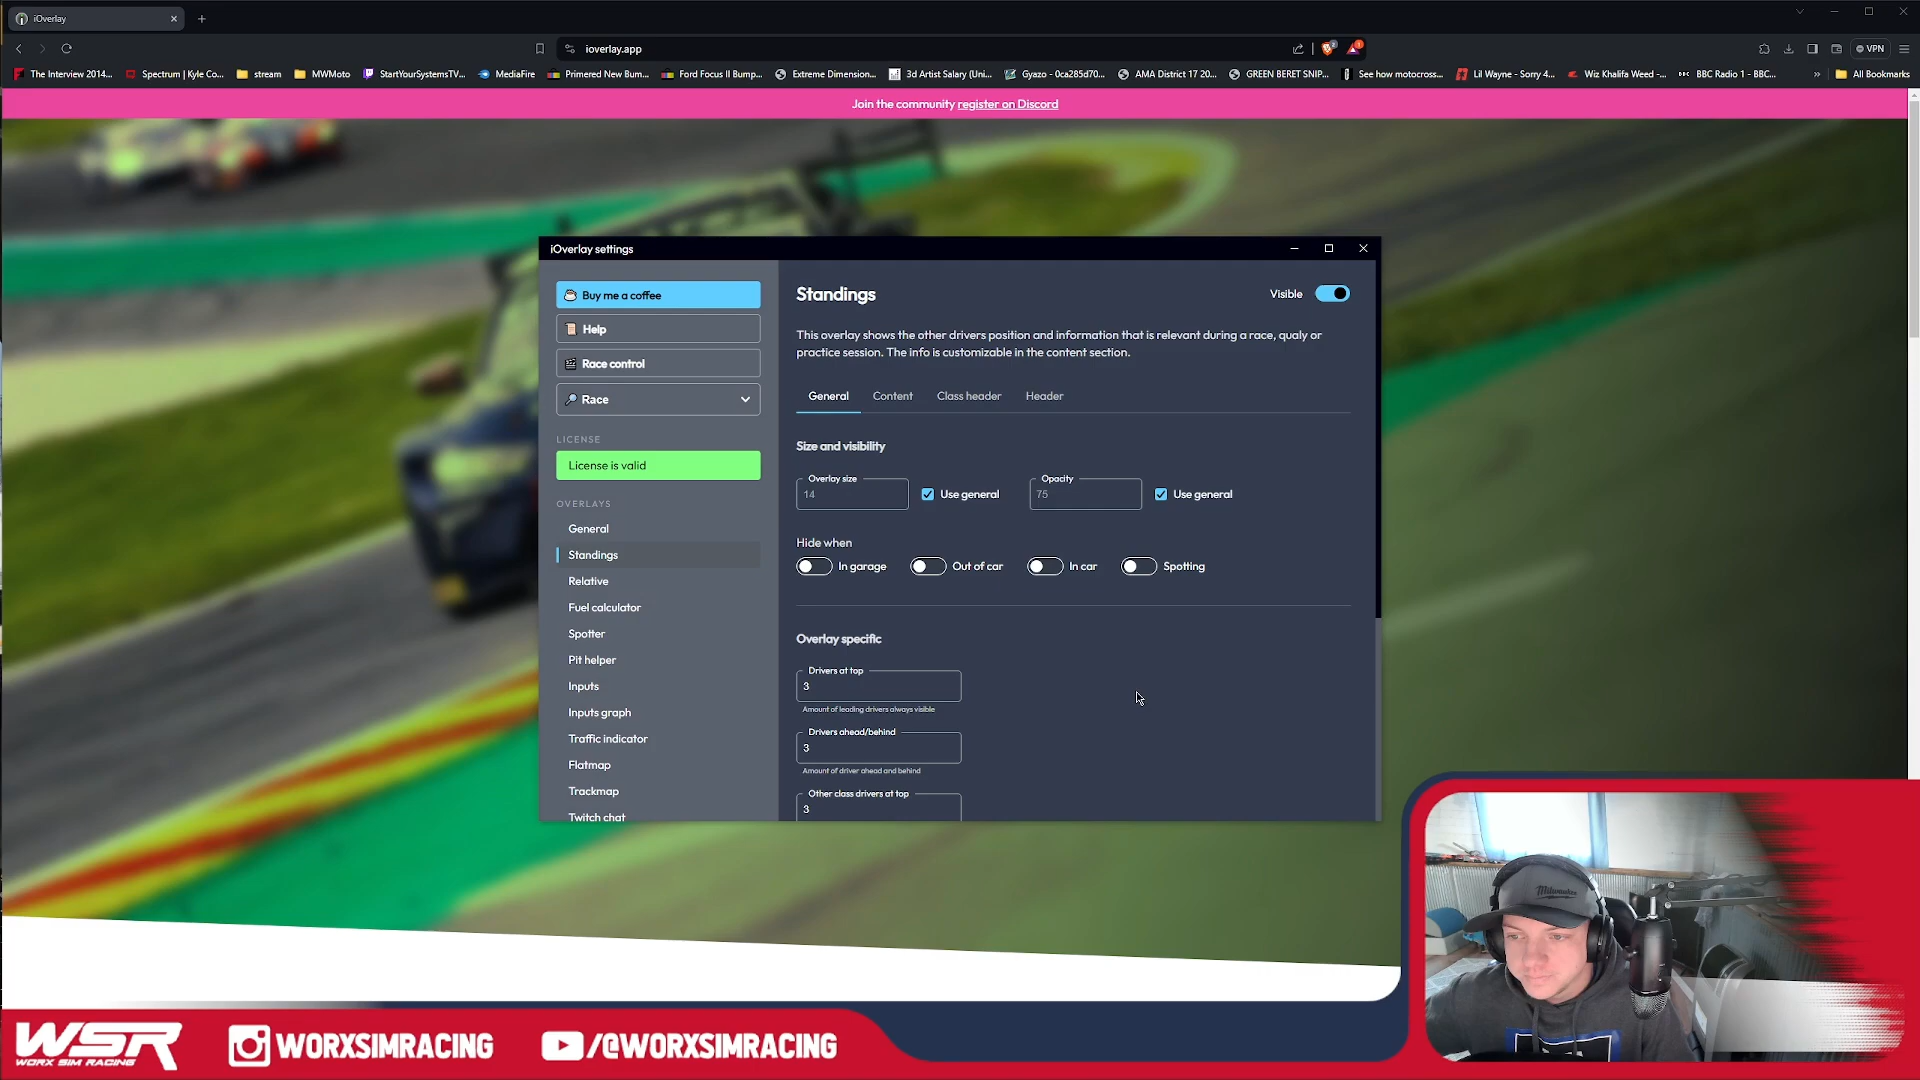 iOverlay
ioverlay.app
VPN
The Interview 2014...
Spectrum | Kyle Co...
stream
MWMoto
StartYourSystemsTV...
MediaFire
Primered New Bum...
Ford Focus II Bump...
Extreme Dimension...
3d Artist Salary (Uni...
Gyazo - 0ca285d70...
AMA District 17 20...
GREEN BERET SNIP...
See how motocross...
Lil Wayne - Sorry 4...
Wiz Khalifa Weed -...
BBC Radio 1 - BBC...
All Bookmarks
Join the community register on Discord
iOverlay settings
Buy me a coffee
Help
Race control
Race
LICENSE
License is valid
OVERLAYS
General
Standings
Relative
Fuel calculator
Spotter
Pit helper
Inputs
Inputs graph
Traffic indicator
Flatmap
Trackmap
Twitch chat
Standings
Visible
This overlay shows the other drivers position and information that is relevant during a race, qualy or
practice session. The info is customizable in the content section.
General Content Class header Header
Size and visibility
Overlay size
14
Use general
Opacity
75
Use general
Hide when
In garage Out of car In car Spotting
Overlay specific
Drivers at top
3
Amount of leading drivers always visible
Drivers ahead/behind
3
Amount of driver ahead and behind
Other class drivers at top
3
Milwaukee
WSR
WORX SIM RACING
WORXSIMRACING
/@WORXSIMRACING